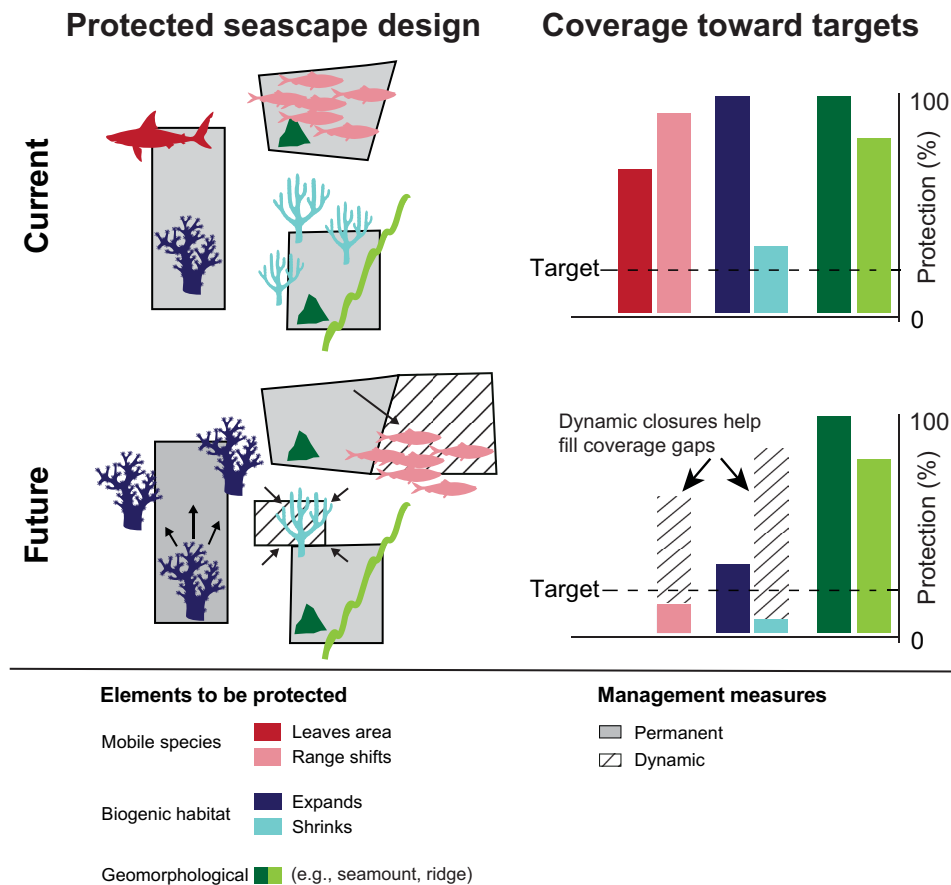 Protected seascape design
Coverage toward targets
Current
100
Protection (%)
Target
0
Future
Dynamic closures help
fill coverage gaps
100
Protection (%)
Target
0
Elements to be protected
Mobile species
Leaves area
Range shifts
Biogenic habitat
Expands
Shrinks
Geomorphological
(e.g., seamount, ridge)
Management measures
Permanent
Dynamic